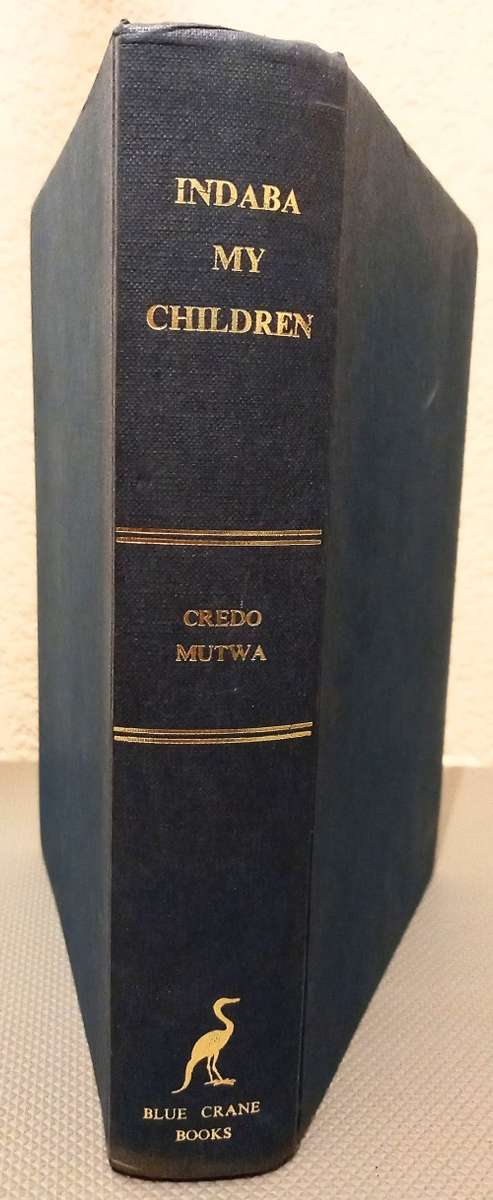 INDABA
MY
CHILDREN
CREDO
MUTWA
BLUE CRANE
BOOKS